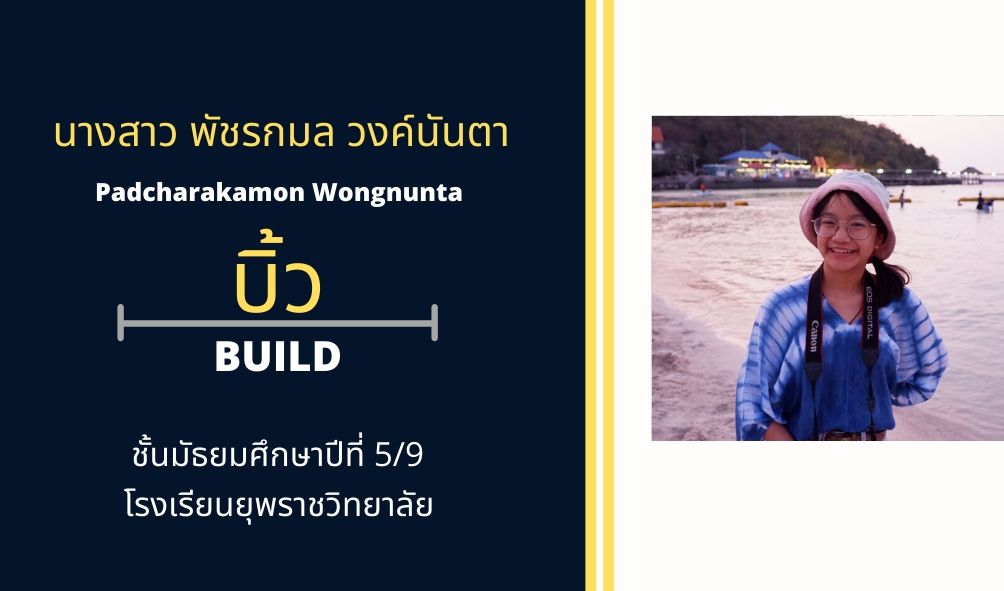 นางสาว พัชรกมล วงค์นันตา
Padcharakamon Wongnunta
บิ้ว
BUILD
ชั้นมัธยมศึกษาปีที่ 5/9
โรงเรียนยุพราชวิทยาลัย
Canon
EOS DIGITAL